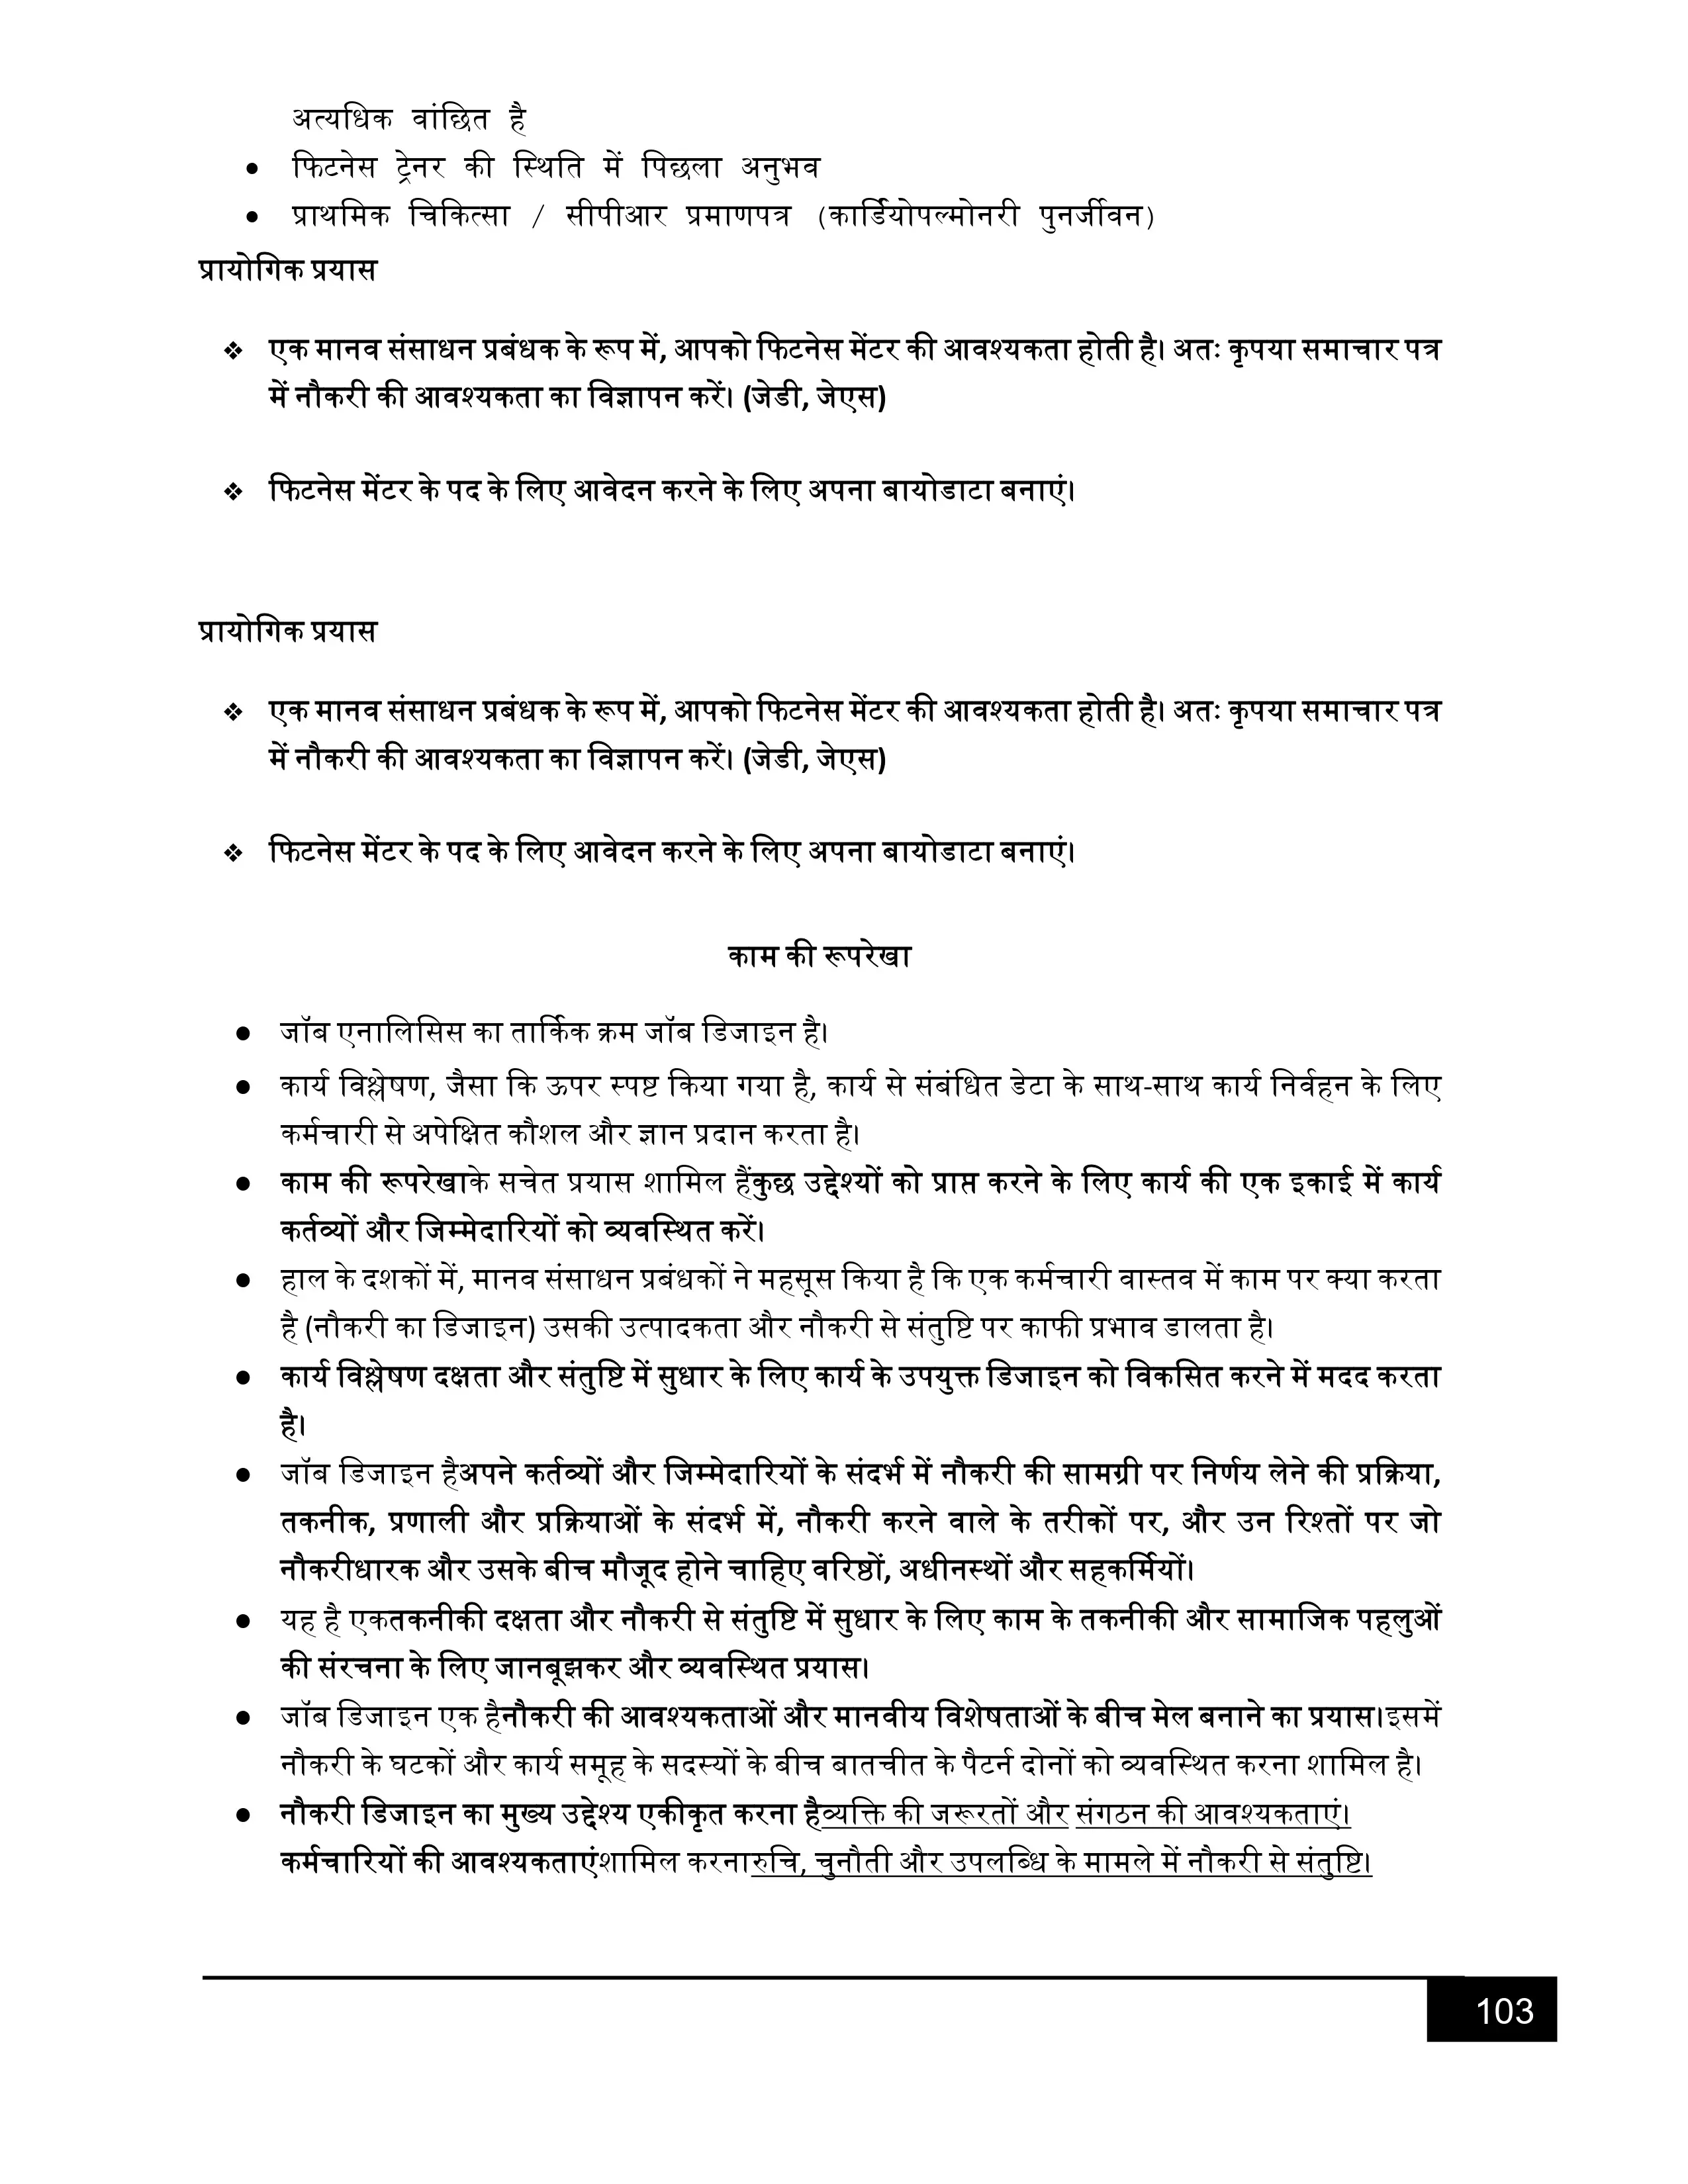 अत्यधिक वांछित है
• फिटनेस ट्रेनर की स्थिति में पिछला अनुभव
• प्राथमिक चिकित्सा / सीपीआर प्रमाणपत्र (कार्डियोपल्मोनरी पुनर्जीवन)
प्रायोगिक प्रयास
❖ एक मानव संसाधन प्रबंधक के रूप में, आपको फिटनेस मेंटर की आवश्यकता होती है। अतः कृपया समाचार पत्र
में नौकरी की आवश्यकता का विज्ञापन करें। (जेडी, जेएस)
❖ फिटनेस मेंटर के पद के लिए आवेदन करने के लिए अपना बायोडाटा बनाएं।
प्रायोगिक प्रयास
❖ एक मानव संसाधन प्रबंधक के रूप में, आपको फिटनेस मेंटर की आवश्यकता होती है। अतः कृपया समाचार पत्र
में नौकरी की आवश्यकता का विज्ञापन करें। (जेडी, जेएस)
❖ फिटनेस मेंटर के पद के लिए आवेदन करने के लिए अपना बायोडाटा बनाएं।
काम की रूपरेखा
● जॉब एनालिसिस का तार्किक क्रम जॉब डिजाइन है।
● कार्य विश्लेषण, जैसा कि ऊपर स्पष्ट किया गया है, कार्य से संबंधित डेटा के साथ-साथ कार्य निर्वहन के लिए
कर्मचारी से अपेक्षित कौशल और ज्ञान प्रदान करता है।
● काम की रूपरेखाके सचेत प्रयास शामिल हैंकुछ उद्देश्यों को प्राप्त करने के लिए कार्य की एक इकाई में कार्य
कर्तव्यों और जिम्मेदारियों को व्यवस्थित करें।
● हाल के दशकों में, मानव संसाधन प्रबंधकों ने महसूस किया है कि एक कर्मचारी वास्तव में काम पर क्या करता
है (नौकरी का डिजाइन) उसकी उत्पादकता और नौकरी से संतुष्टि पर काफी प्रभाव डालता है।
● कार्य विश्लेषण दक्षता और संतुष्टि में सुधार के लिए कार्य के उपयुक्त डिजाइन को विकसित करने में मदद करता
है।
● जॉब डिजाइन हैअपने कर्तव्यों और जिम्मेदारियों के संदर्भ में नौकरी की सामग्री पर निर्णय लेने की प्रक्रिया,
तकनीक, प्रणाली और प्रक्रियाओं के संदर्भ में, नौकरी करने वाले के तरीकों पर, और उन रिश्तों पर जो
नौकरीधारक और उसके बीच मौजूद होने चाहिए वरिष्ठों, अधीनस्थों और सहकर्मियों।
● यह है एकतकनीकी दक्षता और नौकरी से संतुष्टि में सुधार के लिए काम के तकनीकी और सामाजिक पहलुओं
की संरचना के लिए जानबूझकर और व्यवस्थित प्रयास।
● जॉब डिजाइन एक हैनौकरी की आवश्यकताओं और मानवीय विशेषताओं के बीच मेल बनाने का प्रयास।इसमें
नौकरी के घटकों और कार्य समूह के सदस्यों के बीच बातचीत के पैटर्न दोनों को व्यवस्थित करना शामिल है।
● नौकरी डिजाइन का मुख्य उद्देश्य एकीकृत करना हैव्यक्ति की जरूरतों और संगठन की आवश्यकताएं।
कर्मचारियों की आवश्यकताएंशामिल करनारुचि, चुनौती और उपलब्धि के मामले में नौकरी से संतुष्टि।
103